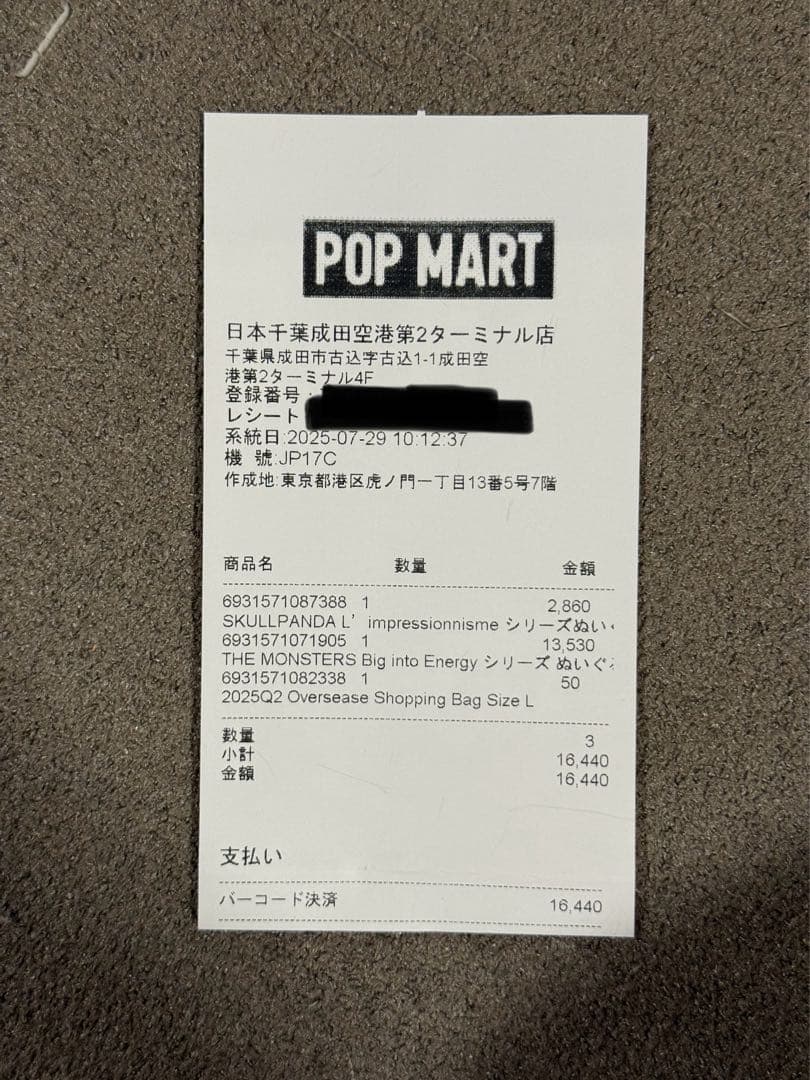 POP MART
日本千葉成田空港第2ターミナル店
千葉県成田市古込字古込1-1成田空
港第2ターミナル4F
登録番号:
レシート
系統日:2025-07-29 10:12:37
機 號:JP17C
作成地:東京都港区虎ノ門一丁目13番5号7階
商品名 數量 金額
6931571087388 1 2,860
SKULLPANDA L’impressionnisme シリーズぬい
6931571071905 1 13,530
THE MONSTERS Big into Energy シリーズ ぬいぐ
6931571082338 1 50
2025Q2 Oversease Shopping Bag Size L
數量 3
小計 16,440
金額 16,440
支払い
バーコード決済 16,440